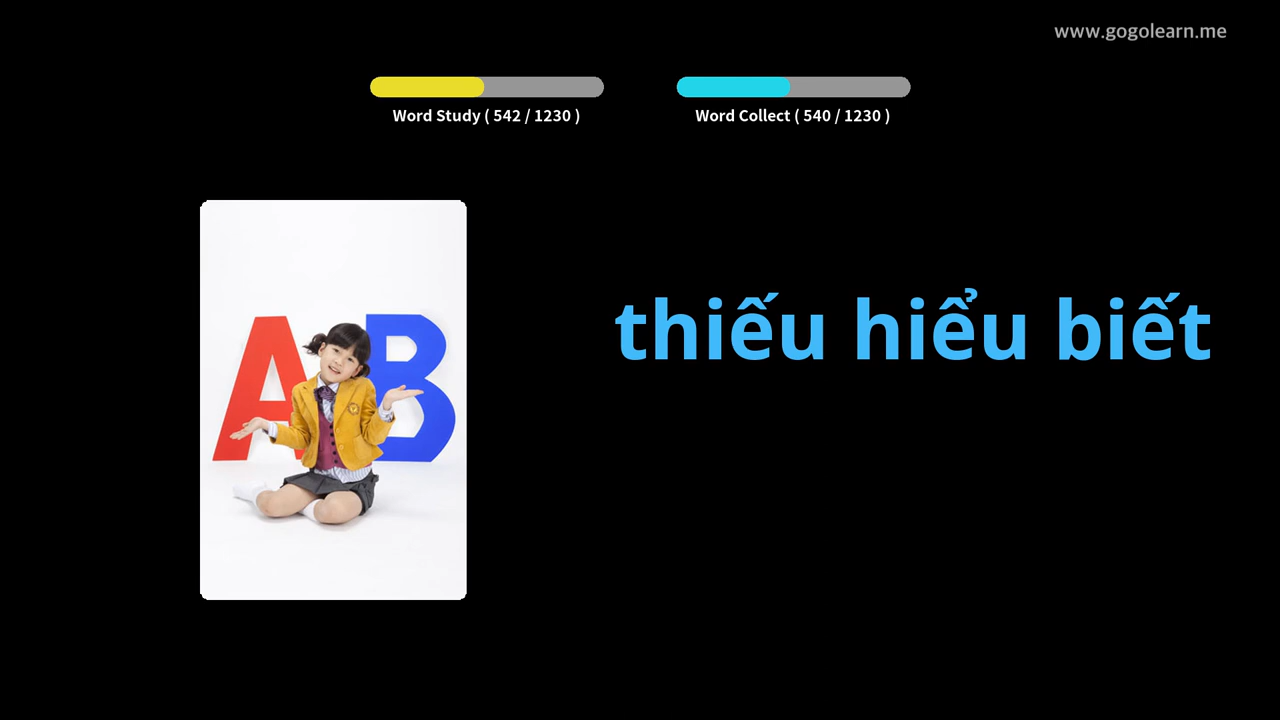 www.gogolearn.me
Word Study ( 542 / 1230 )
Word Collect ( 540 / 1230 )
A B
thiếu hiểu biết